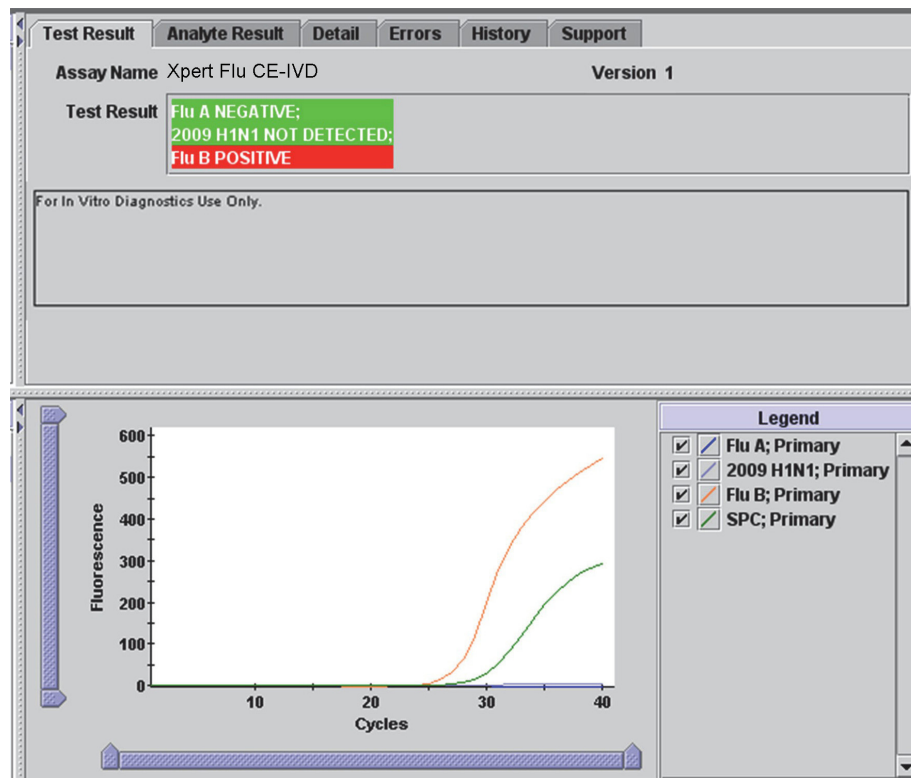 Test Result Analyte Result Detail Errors History Support
Assay Name Xpert Flu CE-IVD Version 1
Test Result Flu A NEGATIVE;
2009 H1N1 NOT DETECTED;
Flu B POSITIVE
For In Vitro Diagnostics Use Only.
600
500
400
300
200
100
0
Fluorescence
10 20 30 40
Cycles
Legend
Flu A; Primary
2009 H1N1; Primary
Flu B; Primary
SPC; Primary